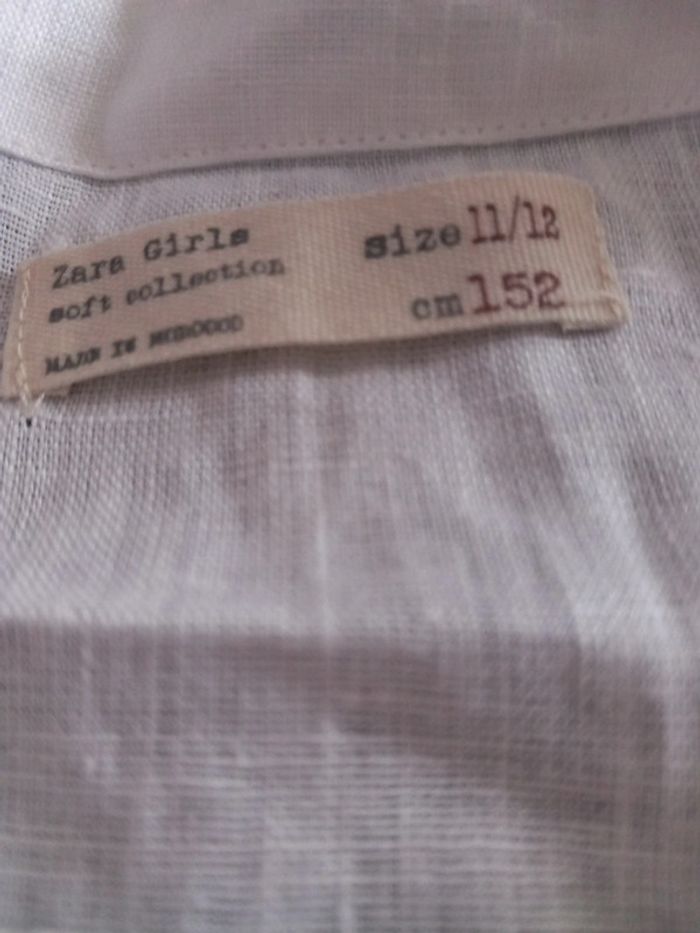 Zara Girls
soft collection
MADE IN MOROCCO
size 11/12
cm 152